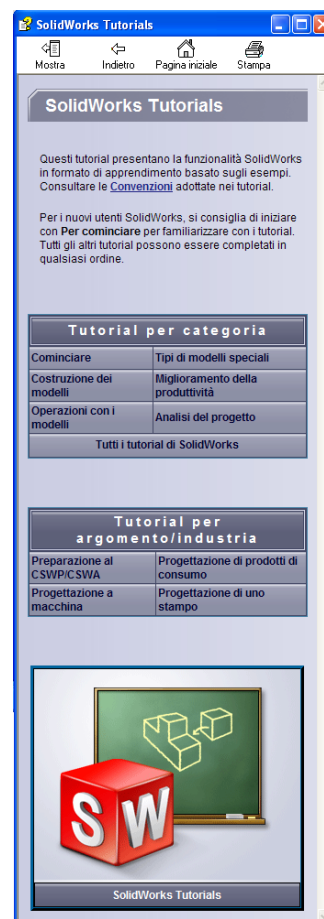 SolidWorks Tutorials
Mostra Indietro Pagina iniziale Stampa
SolidWorks Tutorials
Questi tutorial presentano la funzionalità SolidWorks
in formato di apprendimento basato sugli esempi.
Consultare le Convenzioni adottate nei tutorial.
Per i nuovi utenti SolidWorks, si consiglia di iniziare
con Per cominciare per familiarizzare con i tutorial.
Tutti gli altri tutorial possono essere completati in
qualsiasi ordine.
Tutorial per categoria
Cominciare
Tipi di modelli speciali
Costruzione dei
modelli
Miglioramento della
produttività
Operazioni con i
modelli
Analisi del progetto
Tutti i tutorial di SolidWorks
Tutorial per
argomento/industria
Preparazione al
CSWP/CSWA
Progettazione di prodotti di
consumo
Progettazione a
macchina
Progettazione di uno
stampo
S W
SolidWorks Tutorials